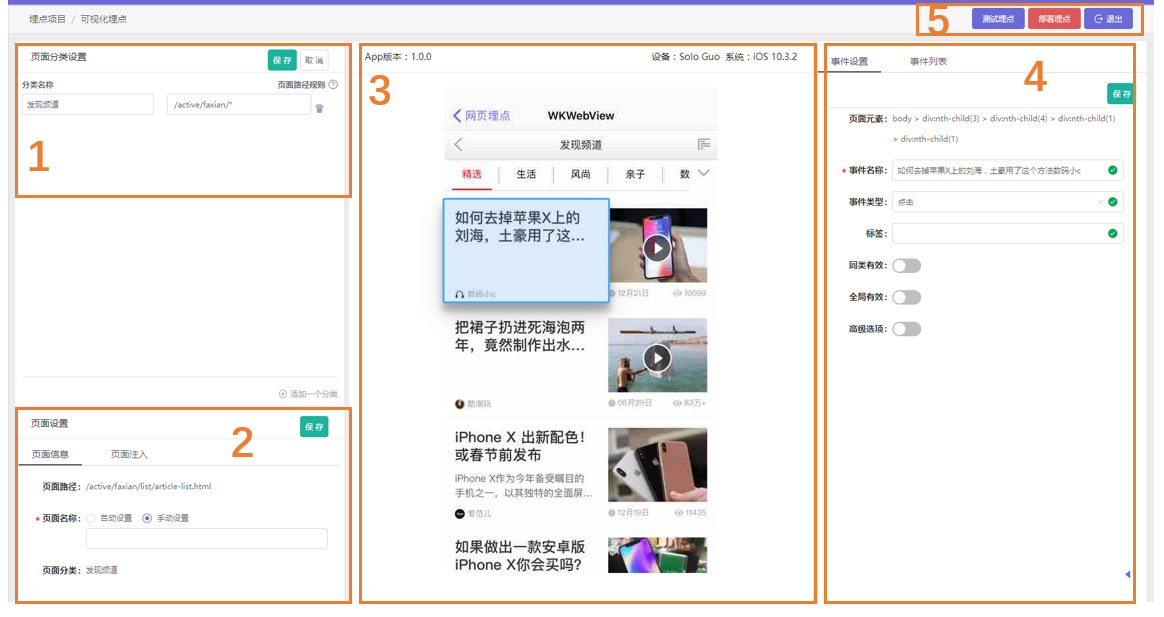 埋点项目 / 可视化埋点
5
测试埋点
部署埋点
退出
页面分类设置
保存
取消
分类名称
页面路径规则
发现频道
/active/faxian/*
1
添加一个分类
页面设置
保存
2
页面信息
页面注入
页面路径: /active/faxian/list/article-list.html
* 页面名称:
自动设置
手动设置
页面分类: 发现频道
App版本：1.0.0
设备：Solo Guo 系统：iOS 10.3.2
3
网页埋点
WKWebView
发现频道
精选
生活
风尚
亲子
数
如何去掉苹果X上的
刘海，土豪用了这...
数码小c
12月21日
10099
把裙子扔进死海泡两
年，竟然制作出水...
酷潮玩
06月29日
83万+
iPhone X 出新配色！
或春节前发布
iPhone X作为今年备受瞩目的
手机之一，以其独特的全面屏...
爱范儿
12月19日
11435
如果做出一款安卓版
iPhone X你会买吗?
事件设置
事件列表
4
保存
页面元素: body > div:nth-child(3) > div:nth-child(4) > div:nth-child(1)
> div:nth-child(1)
* 事件名称: 如何去掉苹果X上的刘海，土豪用了这个方法数码小c
事件类型: 点击
标签:
同类有效:
全局有效:
高级选项: